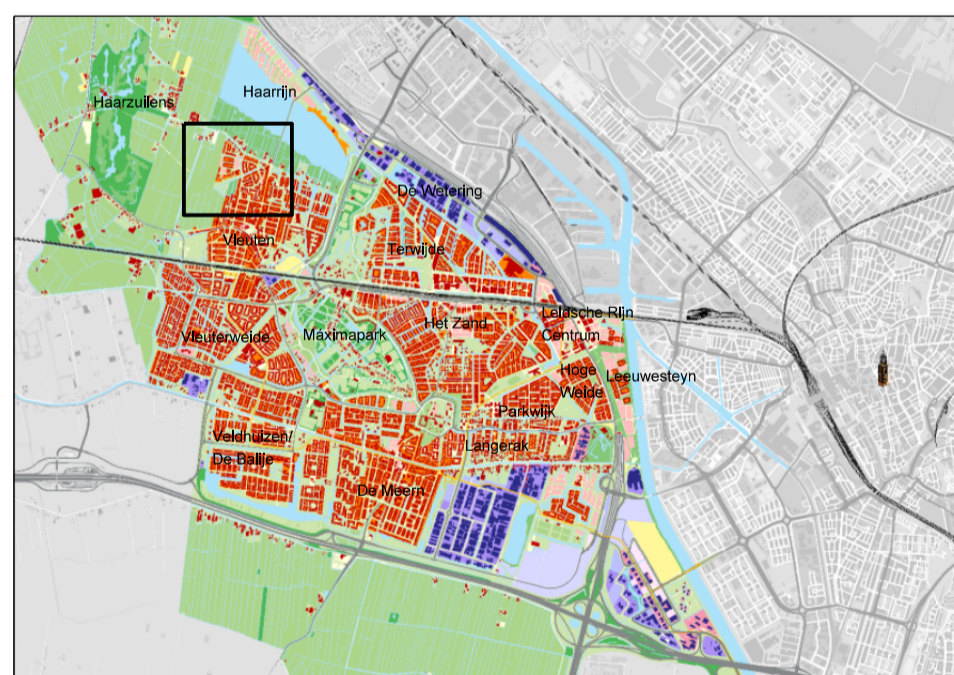 Haarrijn
Haarzuilens
De Wetering
Vleuten
Terwijde
Leidsche Rijn
Centrum
Het Zand
Máximapark
Vleuterweide
Hoge
Weide
Leeuwesteyn
Parkwijk
Veldhuizen/
De Balije
Langerak
De Meern